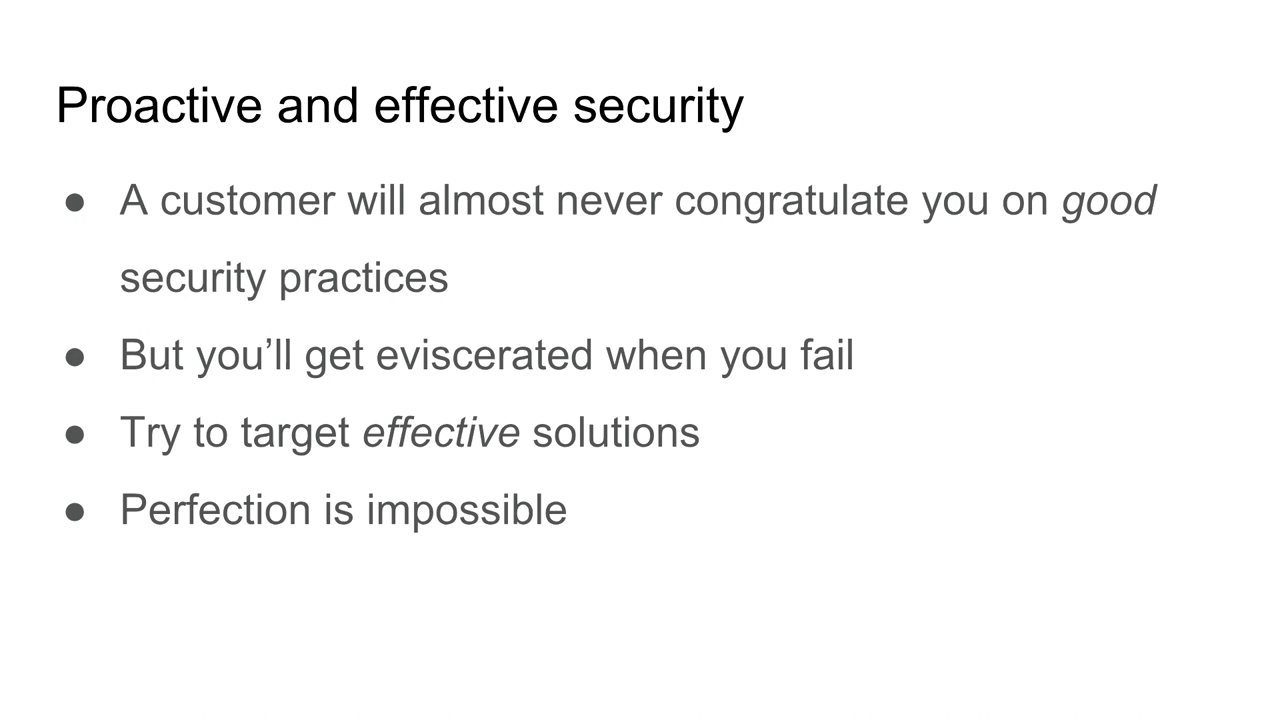 Proactive and effective security
● A customer will almost never congratulate you on good
security practices
● But you’ll get eviscerated when you fail
● Try to target effective solutions
● Perfection is impossible